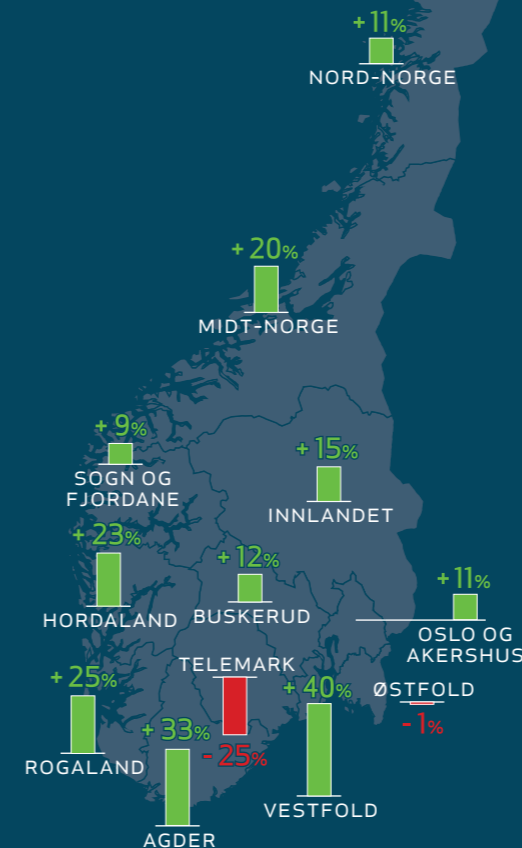 + 11%
NORD-NORGE
+ 20%
MIDT-NORGE
+ 9%
SOGN OG
FJORDANE
+ 15%
INNLANDET
+ 23%
HORDALAND
+ 12%
BUSKERUD
+ 11%
OSLO OG
AKERSHUS
TELEMARK
- 25%
+ 25%
ROGALAND
+ 33%
AGDER
+ 40%
VESTFOLD
ØSTFOLD
- 1%